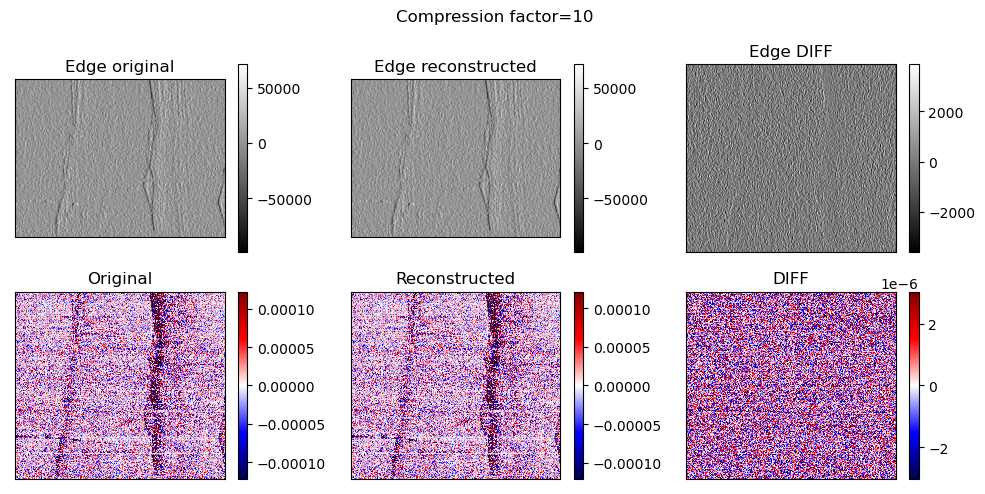 Compression factor=10
Edge original
Edge reconstructed
Edge DIFF
50000
0
−50000
50000
0
−50000
2000
0
−2000
Original
Reconstructed
DIFF
1e−6
0.00010
0.00005
0.00000
−0.00005
−0.00010
0.00010
0.00005
0.00000
−0.00005
−0.00010
2
0
−2